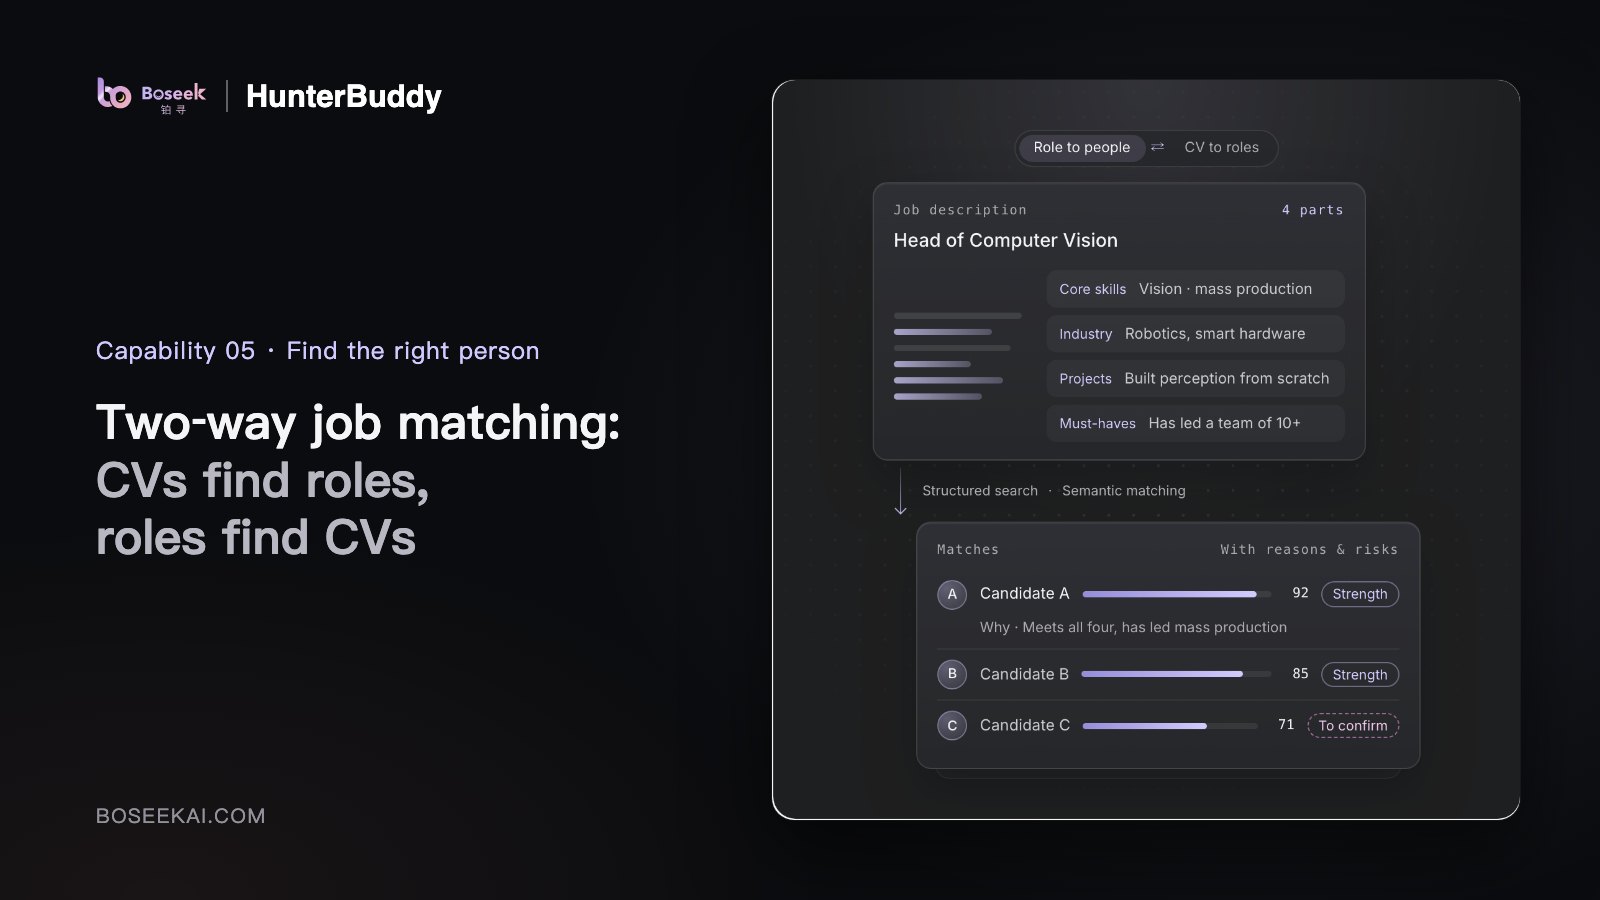 Boseek
铂寻
HunterBuddy
Capability 05 · Find the right person
Two-way job matching:
CVs find roles,
roles find CVs
BOSEEKAI.COM
Role to people ⇄ CV to roles
Job description 4 parts
Head of Computer Vision
Core skills Vision · mass production
Industry Robotics, smart hardware
Projects Built perception from scratch
Must-haves Has led a team of 10+
Structured search · Semantic matching
Matches With reasons & risks
A Candidate A 92 Strength
Why · Meets all four, has led mass production
B Candidate B 85 Strength
C Candidate C 71 To confirm